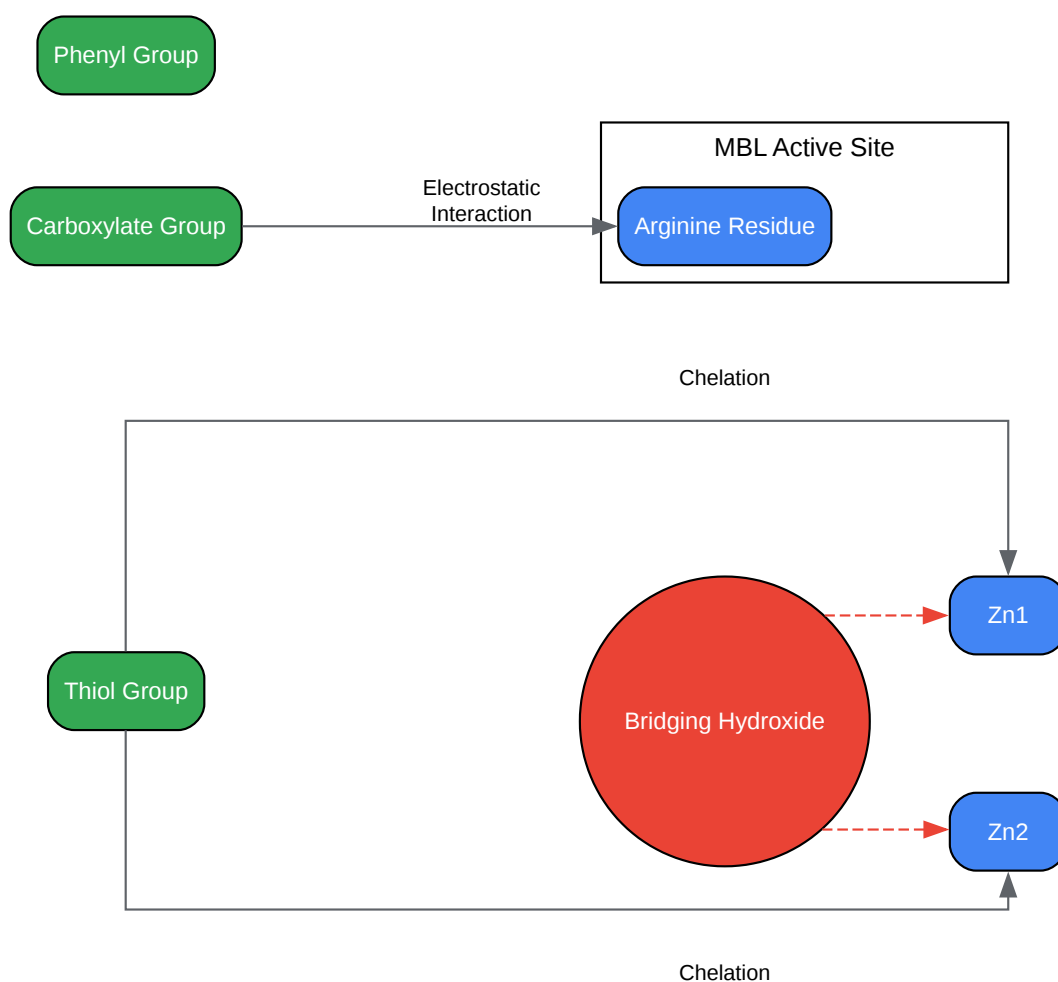 Phenyl Group
MBL Active Site
Electrostatic
Interaction
Carboxylate Group
Arginine Residue
Chelation
Zn1
Thiol Group
Bridging Hydroxide
Zn2
Chelation